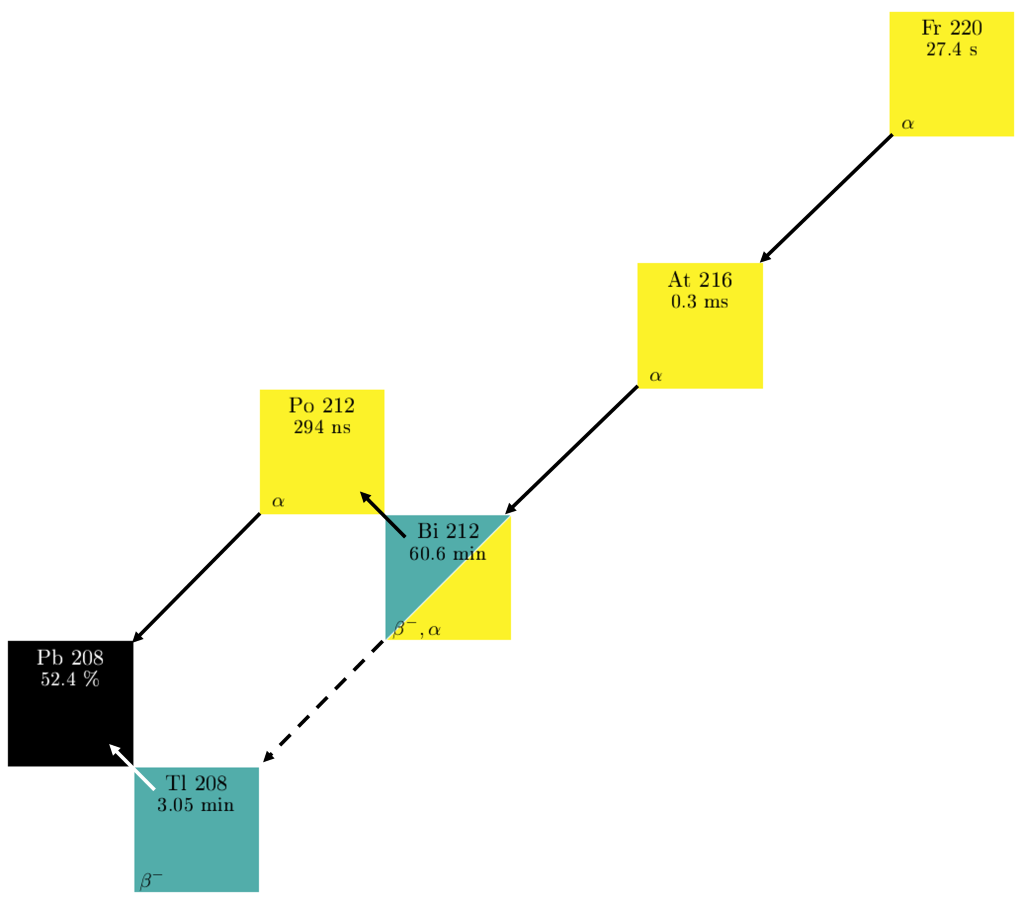 Fr 220
27.4 s
α
At 216
0.3 ms
α
Po 212
294 ns
α
Bi 212
60.6 min
β⁻, α
Pb 208
52.4 %
Tl 208
3.05 min
β⁻